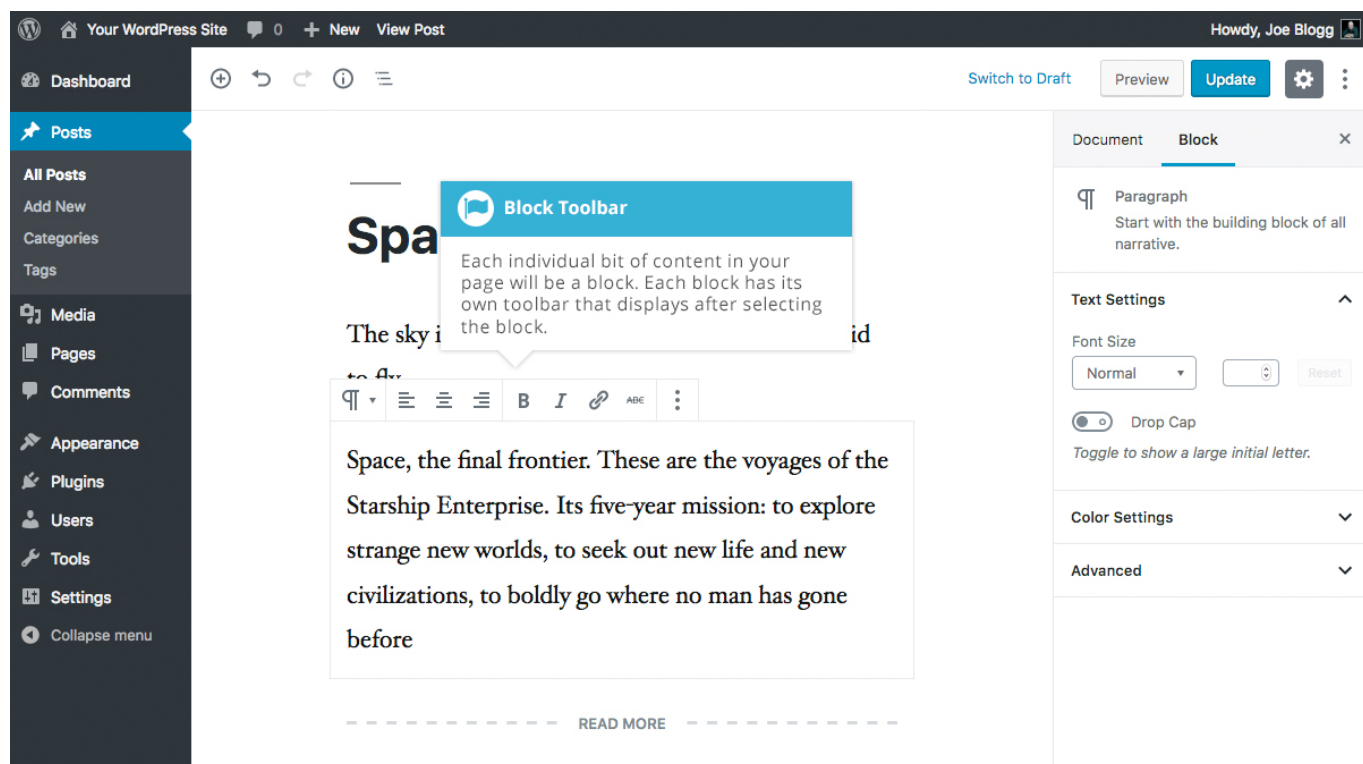 Your WordPress Site 0 + New View Post Howdy, Joe Blogg
Dashboard
Posts
All Posts
Add New
Categories
Tags
Media
Pages
Comments
Appearance
Plugins
Users
Tools
Settings
Collapse menu
Switch to Draft Preview Update
Spa
Block Toolbar
Each individual bit of content in your
page will be a block. Each block has its
own toolbar that displays after selecting
the block.
The sky i id
to fly
B I ABC
Space, the final frontier. These are the voyages of the
Starship Enterprise. Its five-year mission: to explore
strange new worlds, to seek out new life and new
civilizations, to boldly go where no man has gone
before
READ MORE
Document Block ×
Paragraph
Start with the building block of all
narrative.
Text Settings
Font Size
Normal Reset
Drop Cap
Toggle to show a large initial letter.
Color Settings
Advanced